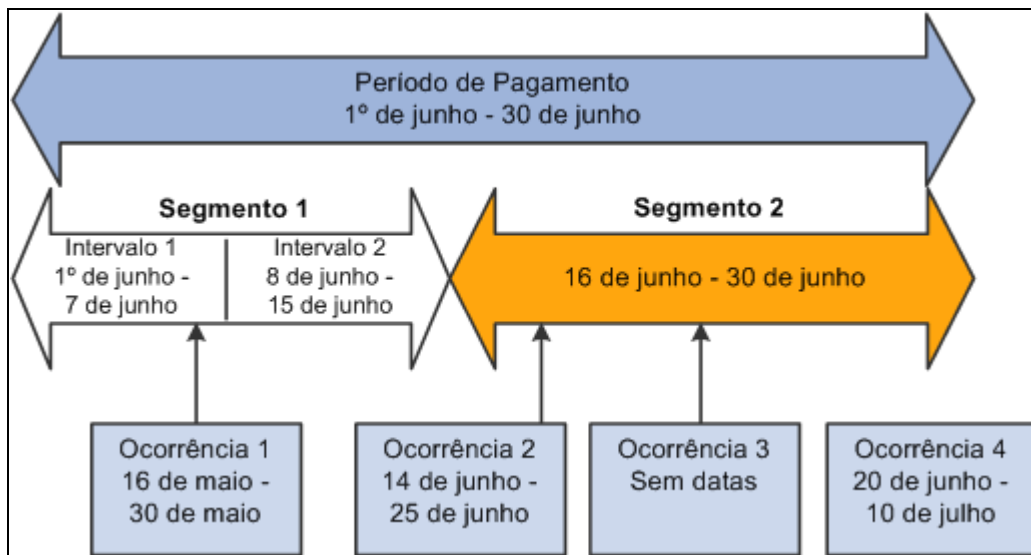 Período de Pagamento
1º de junho - 30 de junho
Segmento 1
Segmento 2
Intervalo 1
1º de junho -
7 de junho
Intervalo 2
8 de junho -
15 de junho
16 de junho - 30 de junho
Ocorrência 1
16 de maio -
30 de maio
Ocorrência 2
14 de junho -
25 de junho
Ocorrência 3
Sem datas
Ocorrência 4
20 de junho -
10 de julho